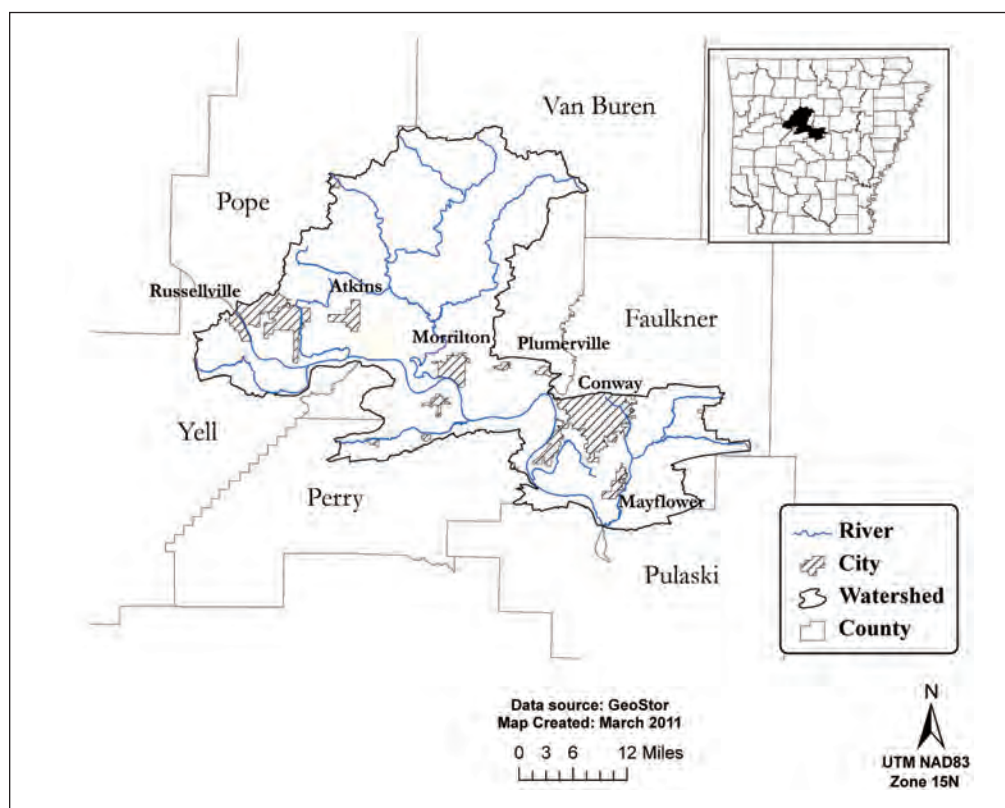 Van Buren
Pope
Russellville
Atkins
Faulkner
Morrilton
Plumerville
Conway
Yell
Perry
Mayflower
Pulaski
River
City
Watershed
County
Data source: GeoStor
Map Created: March 2011
0 3 6 12 Miles
N
UTM NAD83
Zone 15N